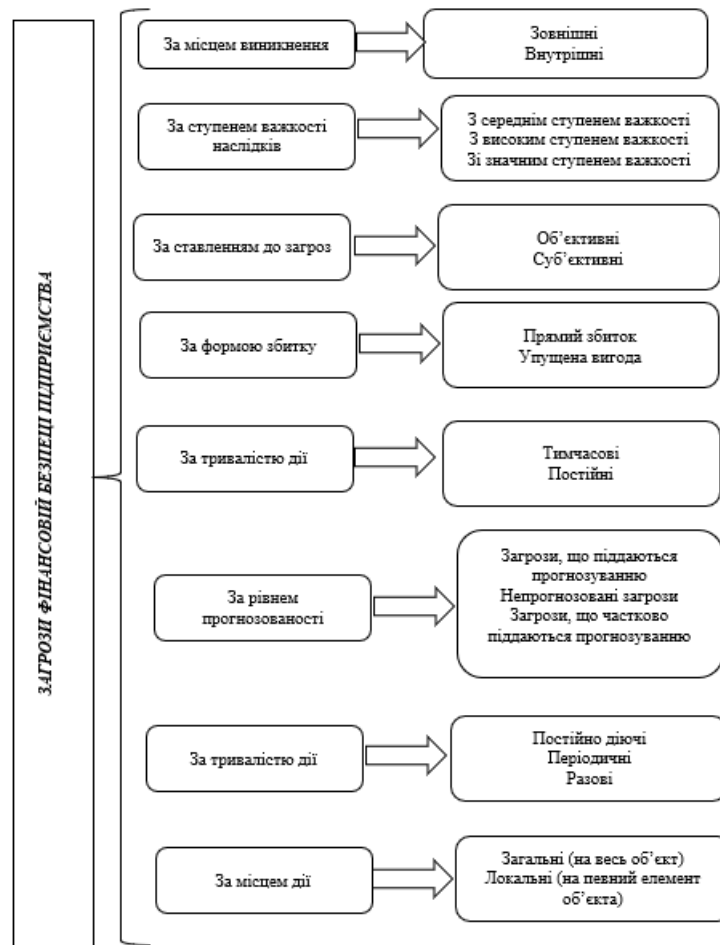 ЗАГРОЗИ ФІНАНСОВІЙ БЕЗПЕЦІ ПІДПРИЄМСТВА
За місцем виникнення
Зовнішні
Внутрішні
За ступенем важкості
наслідків
З середнім ступенем важкості
З високим ступенем важкості
Зі значним ступенем важкості
За ставленням до загроз
Об’єктивні
Суб’єктивні
За формою збитку
Прямий збиток
Упущена вигода
За тривалістю дії
Тимчасові
Постійні
За рівнем
прогнозованості
Загрози, що піддаються
прогнозуванню
Непрогнозовані загрози
Загрози, що частково
піддаються прогнозуванню
За тривалістю дії
Постійно діючі
Періодичні
Разові
За місцем дії
Загальні (на весь об’єкт)
Локальні (на певний елемент
об’єкта)